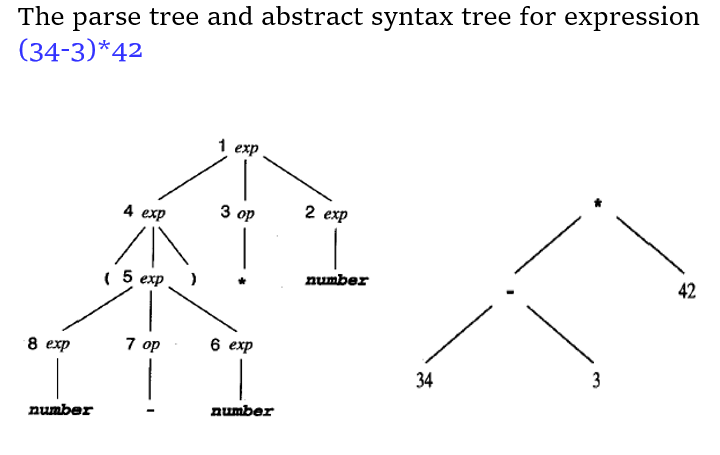 The parse tree and abstract syntax tree for expression
(34-3)*42
1 exp
4 exp 3 op 2 exp
*
( 5 exp ) * number
- 42
8 exp 7 op 6 exp
34 3
number - number